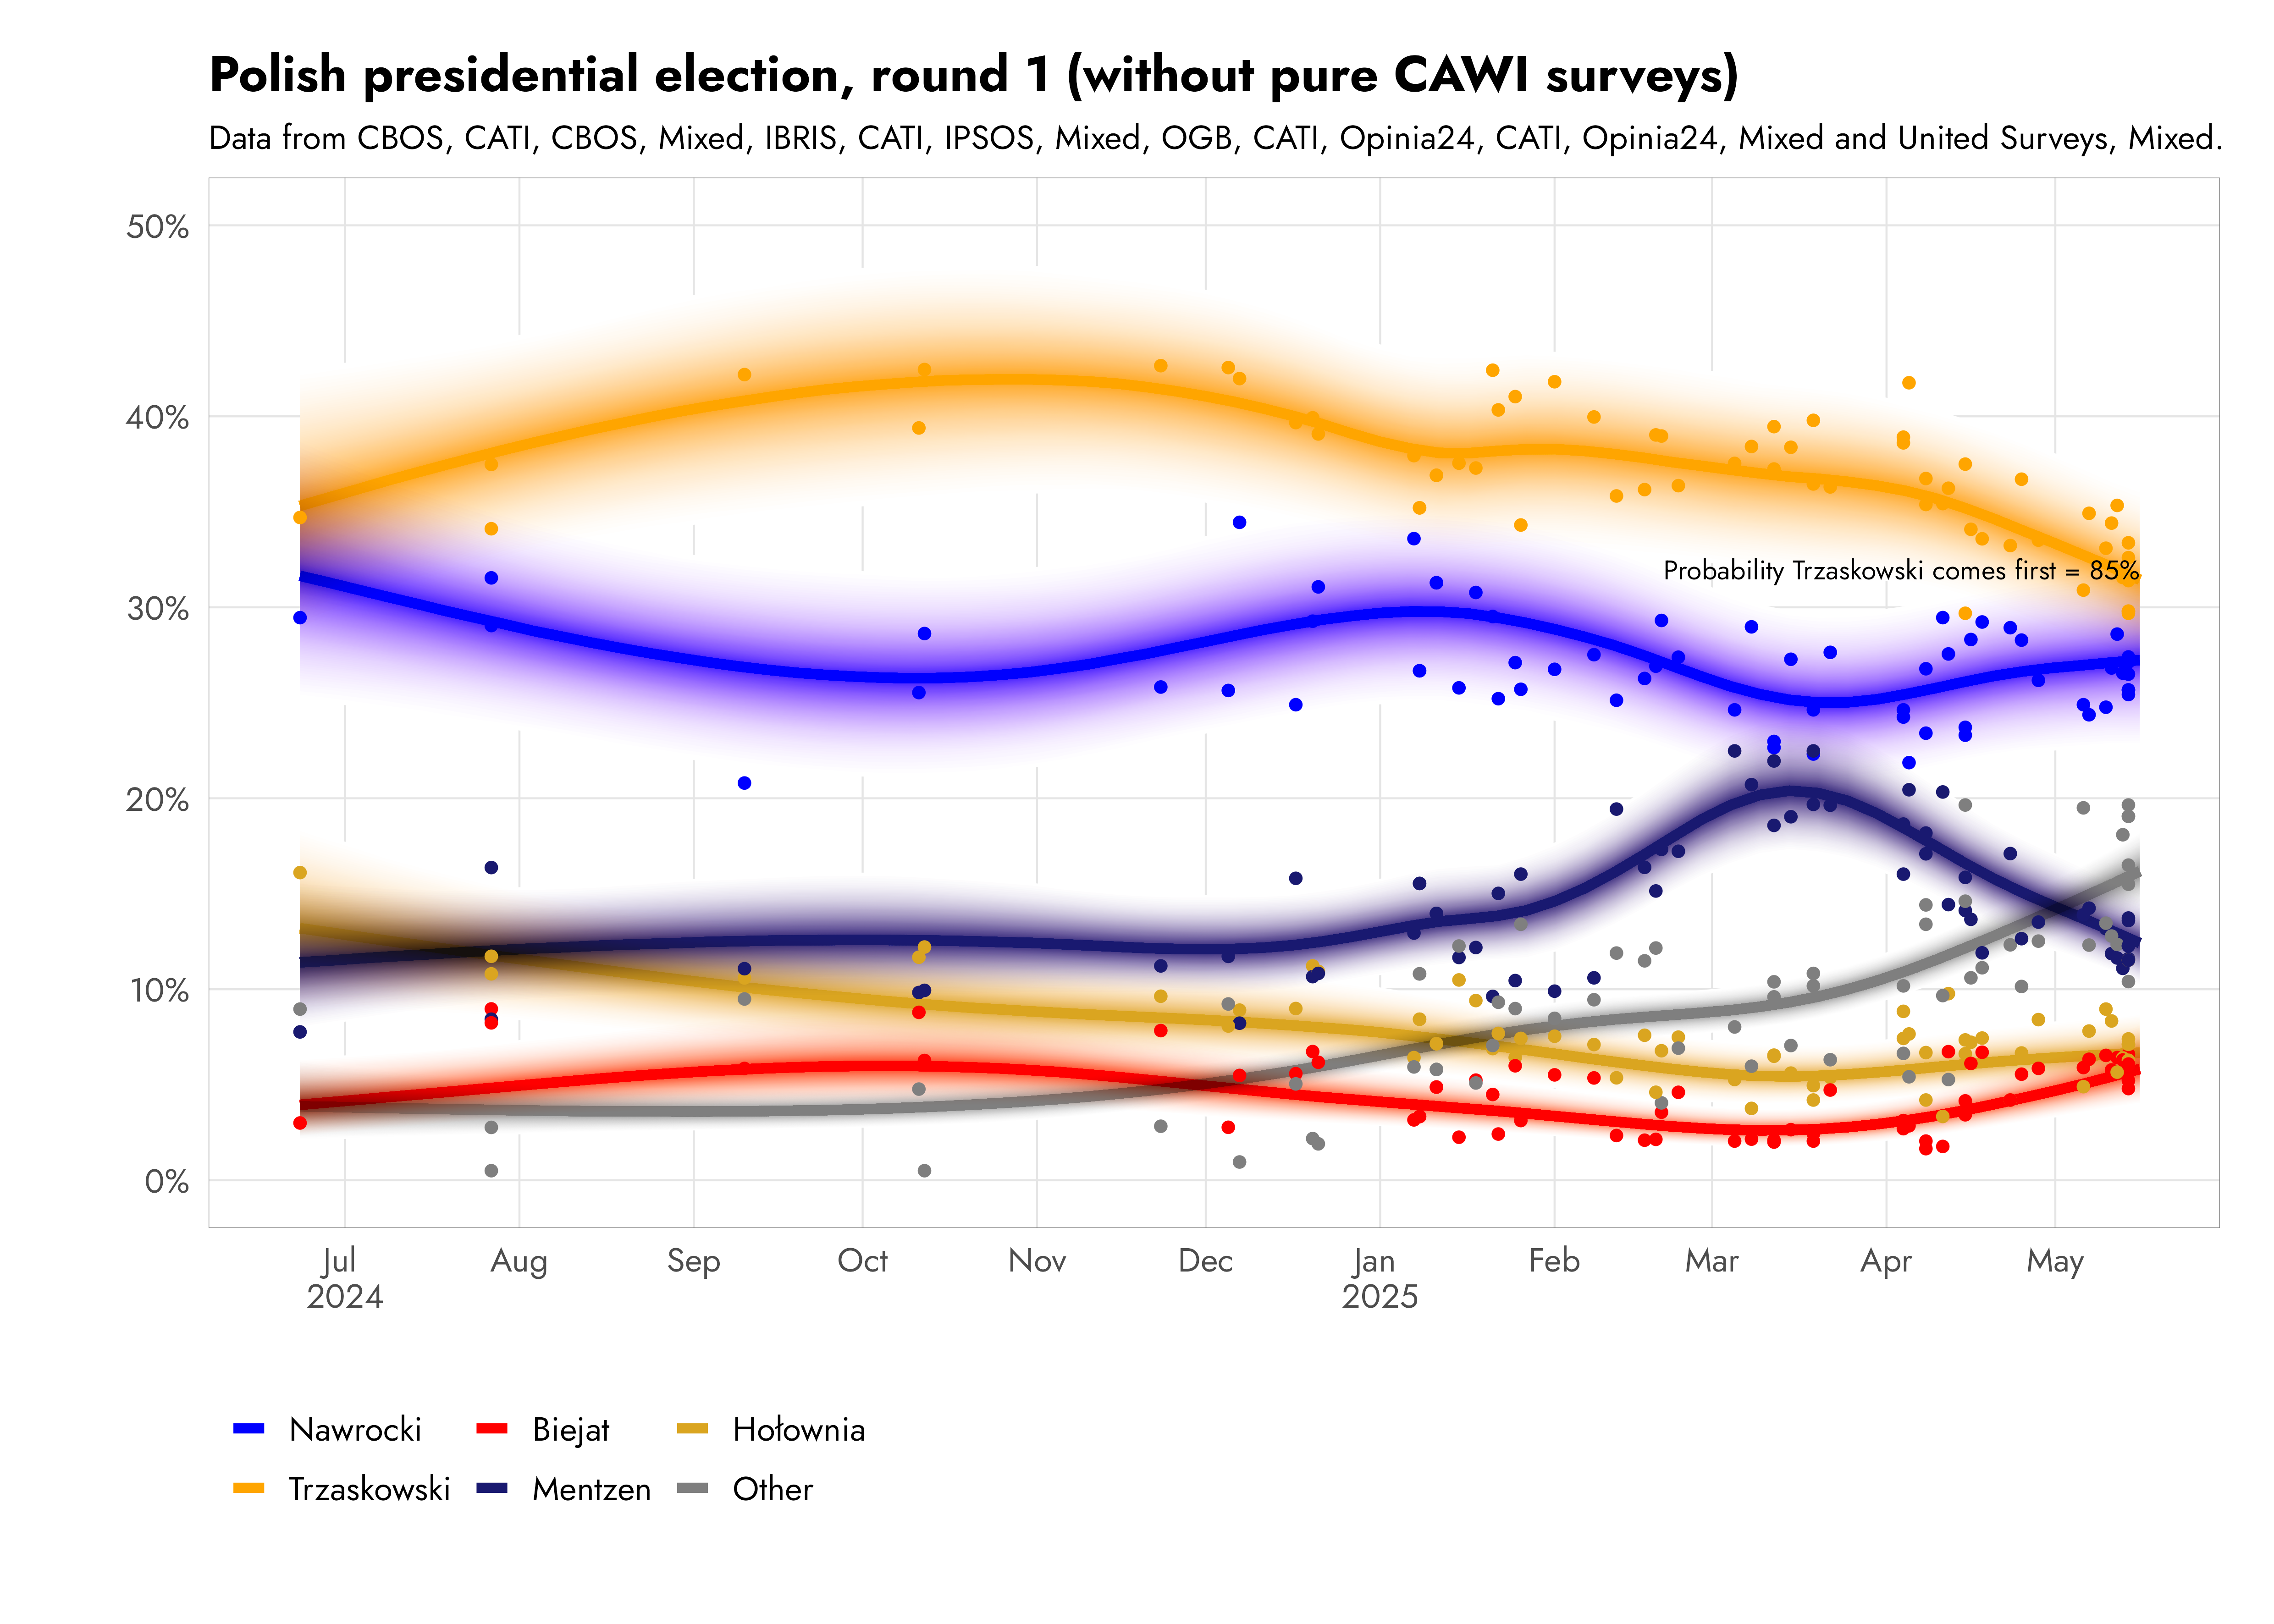 Polish presidential election, round 1 (without pure CAWI surveys)
Data from CBOS, CATI, CBOS, Mixed, IBRIS, CATI, IPSOS, Mixed, OGB, CATI, Opinia24, CATI, Opinia24, Mixed and United Surveys, Mixed.
50%
40%
30%
20%
10%
0%
Probability Trzaskowski comes first = 85%
Jul Aug Sep Oct Nov Dec Jan Feb Mar Apr May
2024 2025
Nawrocki Biejat Hołownia
Trzaskowski Mentzen Other